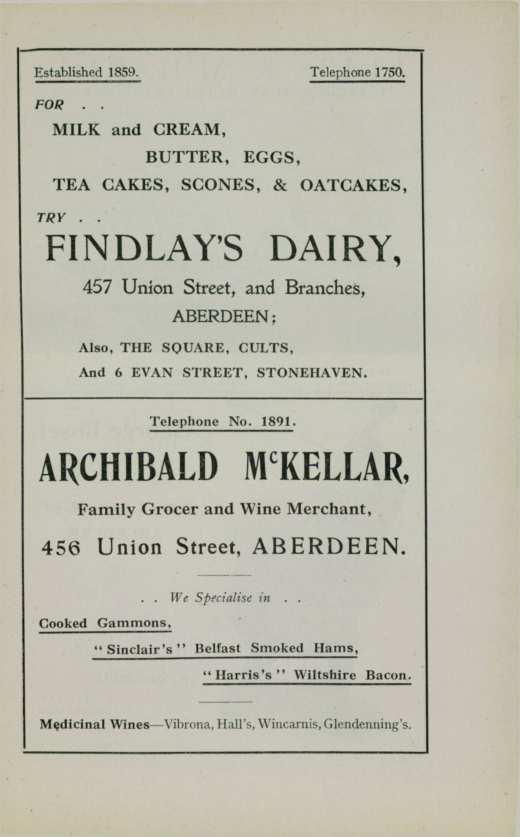 Established 1859. Telephone 1750.
FOR . .
MILK and CREAM,
BUTTER, EGGS,
TEA CAKES, SCONES, & OATCAKES,
TRY . .
FINDLAY'S DAIRY,
457 Union Street, and Branches,
ABERDEEN;
Also, THE SQUARE, CULTS,
And 6 EVAN STREET, STONEHAVEN.
Telephone No. 1891.
ARCHIBALD McKELLAR,
Family Grocer and Wine Merchant,
456 Union Street, ABERDEEN.
. . We Specialise in . .
Cooked Gammons,
"Sinclair's" Belfast Smoked Hams,
"Harris's" Wiltshire Bacon.
Medicinal Wines—Vibrona, Hall's, Wincarnis, Glendenning's.